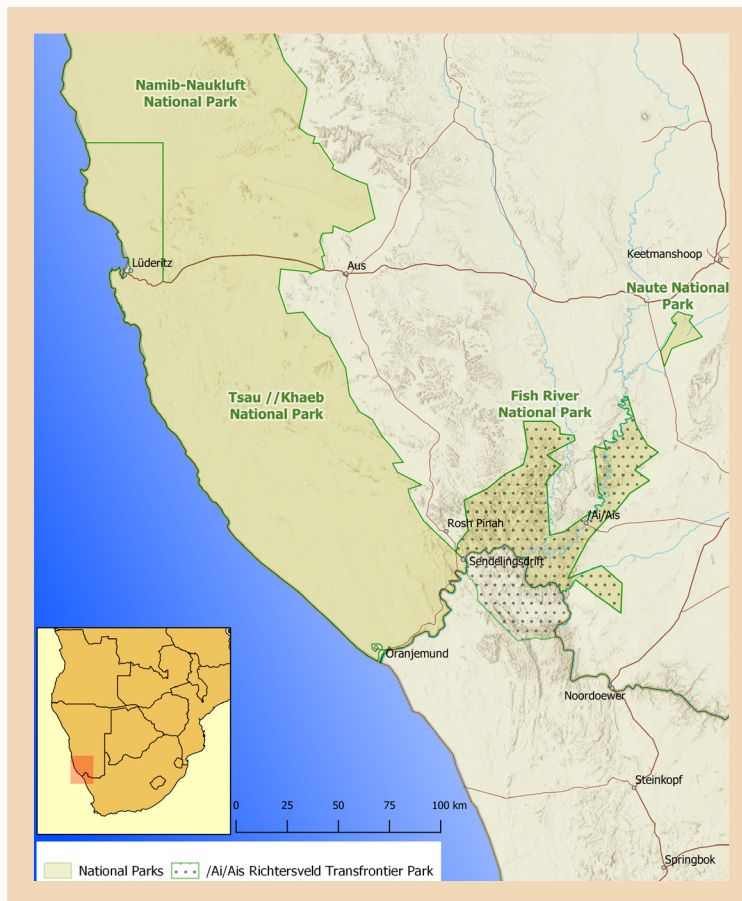 Namib-Naukluft
National Park
Lüderitz
Aus
Keetmanshoop
Naute National
Park
Tsau //Khaeb
National Park
Fish River
National Park
Rosh Pinah
/Ai/Ais
Sendelingsdrift
Oranjemund
Noordoewer
Steinkopf
Springbok
0 25 50 75 100 km
National Parks /Ai/Ais Richtersveld Transfrontier Park